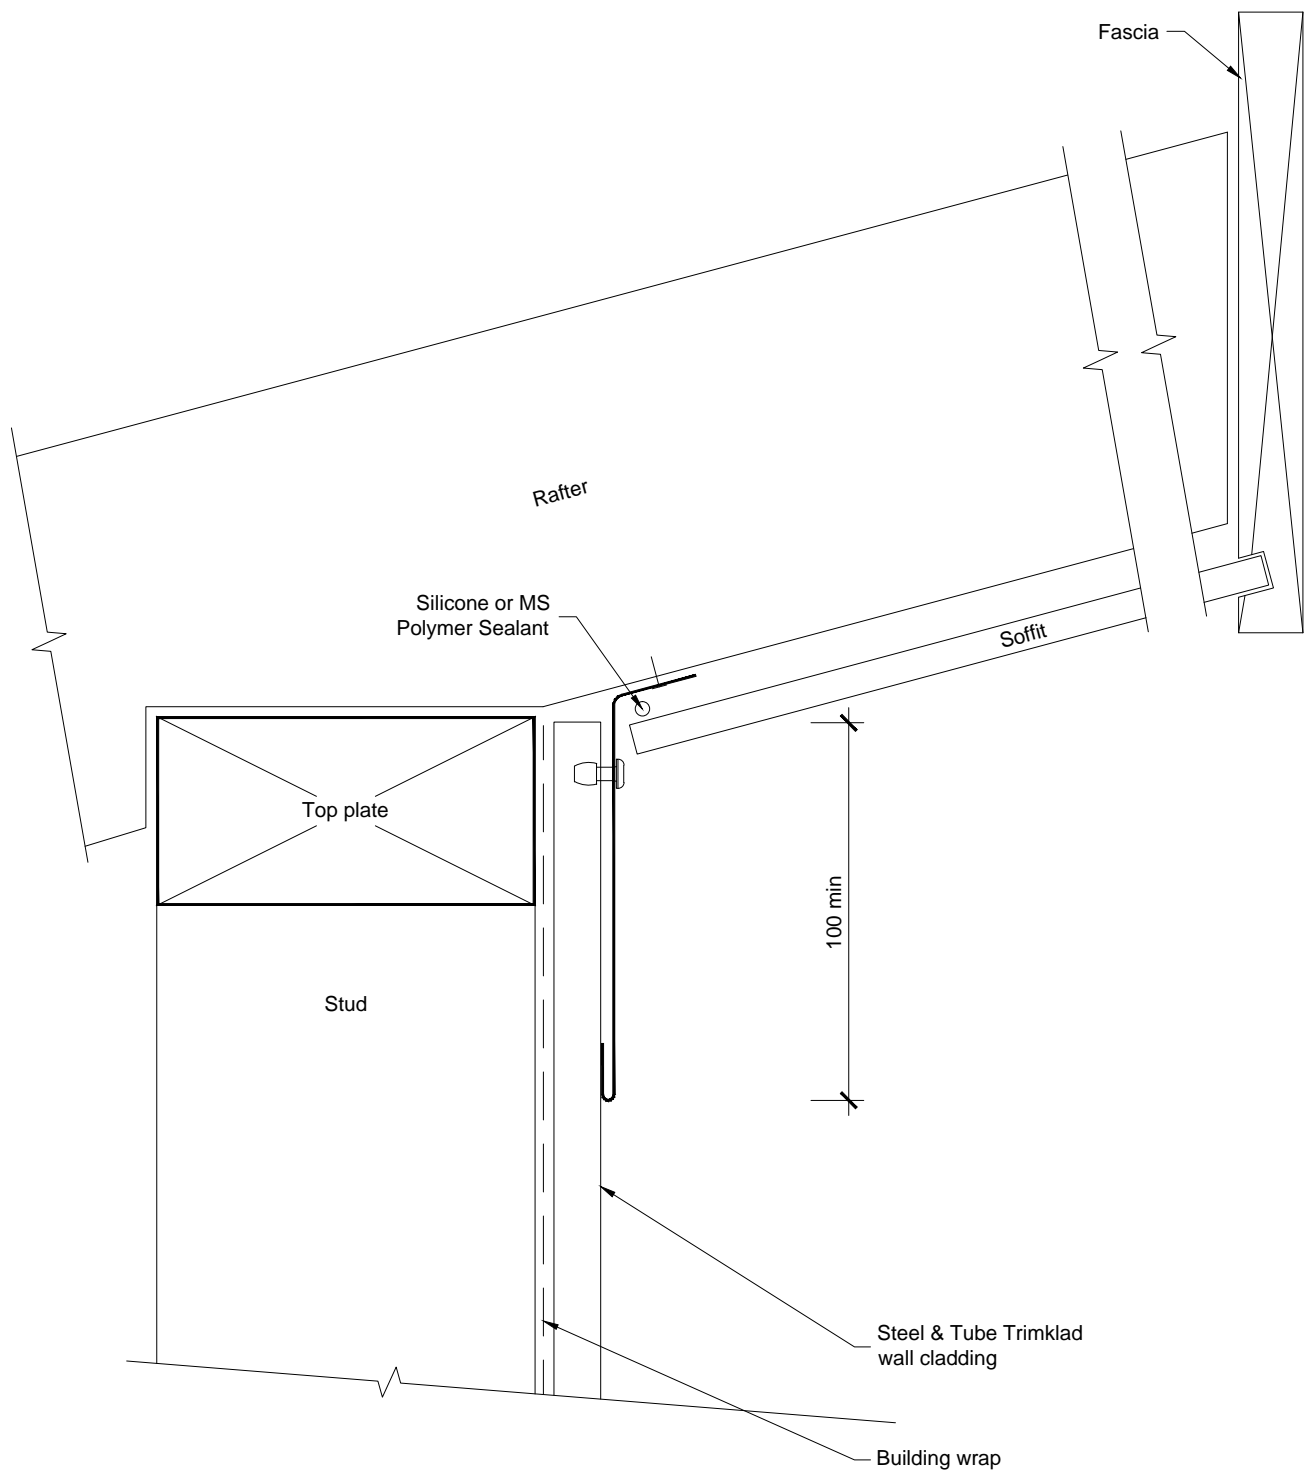 Fascia
Rafter
Silicone or MS
Polymer Sealant
Soffit
Top plate
100 min
Stud
Steel & Tube Trimklad
wall cladding
Building wrap